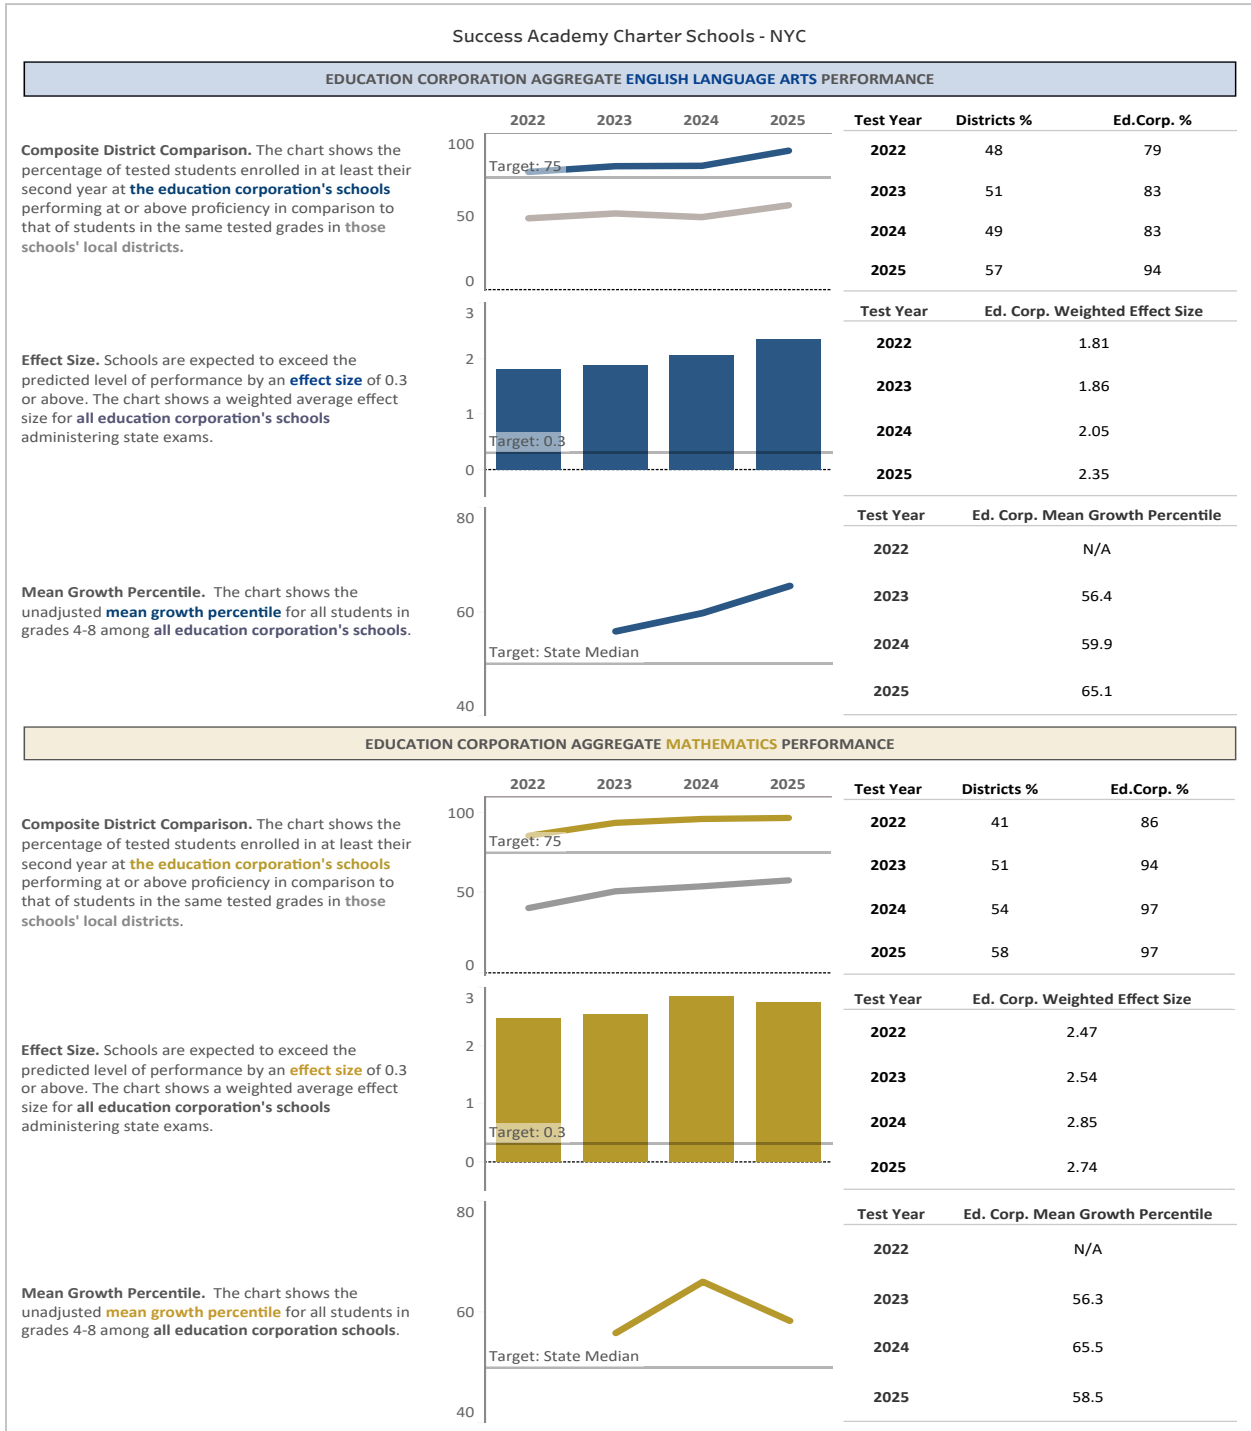 Success Academy Charter Schools - NYC
EDUCATION CORPORATION AGGREGATE ENGLISH LANGUAGE ARTS PERFORMANCE
Composite District Comparison. The chart shows the
percentage of tested students enrolled in at least their
second year at the education corporation's schools
performing at or above proficiency in comparison to
that of students in the same tested grades in those
schools' local districts.
2022 2023 2024 2025
100
Target: 75
50
0
Test Year Districts % Ed.Corp. %
2022 48 79
2023 51 83
2024 49 83
2025 57 94
Effect Size. Schools are expected to exceed the
predicted level of performance by an effect size of 0.3
or above. The chart shows a weighted average effect
size for all education corporation's schools
administering state exams.
3
2
1
Target: 0.3
0
Test Year Ed. Corp. Weighted Effect Size
2022 1.81
2023 1.86
2024 2.05
2025 2.35
Mean Growth Percentile. The chart shows the
unadjusted mean growth percentile for all students in
grades 4-8 among all education corporation's schools.
80
60
Target: State Median
40
Test Year Ed. Corp. Mean Growth Percentile
2022 N/A
2023 56.4
2024 59.9
2025 65.1
EDUCATION CORPORATION AGGREGATE MATHEMATICS PERFORMANCE
Composite District Comparison. The chart shows the
percentage of tested students enrolled in at least their
second year at the education corporation's schools
performing at or above proficiency in comparison to
that of students in the same tested grades in those
schools' local districts.
2022 2023 2024 2025
100
Target: 75
50
0
Test Year Districts % Ed.Corp. %
2022 41 86
2023 51 94
2024 54 97
2025 58 97
Effect Size. Schools are expected to exceed the
predicted level of performance by an effect size of 0.3
or above. The chart shows a weighted average effect
size for all education corporation's schools
administering state exams.
3
2
1
Target: 0.3
0
Test Year Ed. Corp. Weighted Effect Size
2022 2.47
2023 2.54
2024 2.85
2025 2.74
Mean Growth Percentile. The chart shows the
unadjusted mean growth percentile for all students in
grades 4-8 among all education corporation schools.
80
60
Target: State Median
40
Test Year Ed. Corp. Mean Growth Percentile
2022 N/A
2023 56.3
2024 65.5
2025 58.5